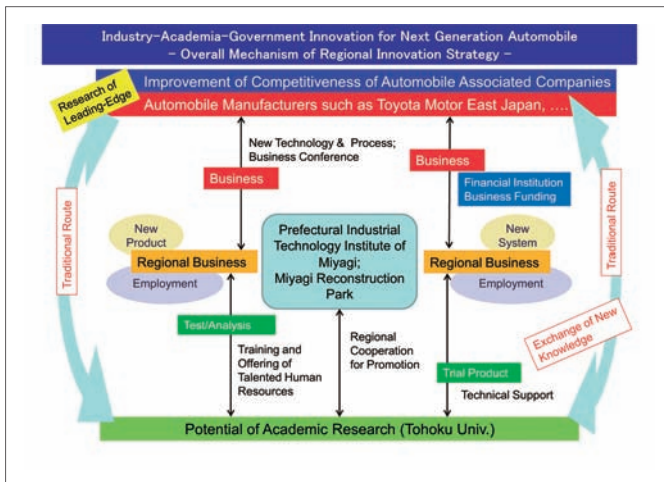 Industry-Academia-Government Innovation for Next Generation Automobile
- Overall Mechanism of Regional Innovation Strategy -
Research of
Leading-Edge
Improvement of Competitiveness of Automobile Associated Companies
Automobile Manufacturers such as Toyota Motor East Japan, ....
New Technology & Process;
Business Conference
Business
Business
Financial Institution
Business Funding
Traditional Route
Traditional Route
New
Product
Regional Business
Employment
Prefectural Industrial
Technology Institute of
Miyagi;
Miyagi Reconstruction
Park
New
System
Regional Business
Employment
Test/Analysis
Training and
Offering of
Talented Human
Resources
Regional
Cooperation
for Promotion
Exchange of New
Knowledge
Trial Product
Technical Support
Potential of Academic Research (Tohoku Univ.)